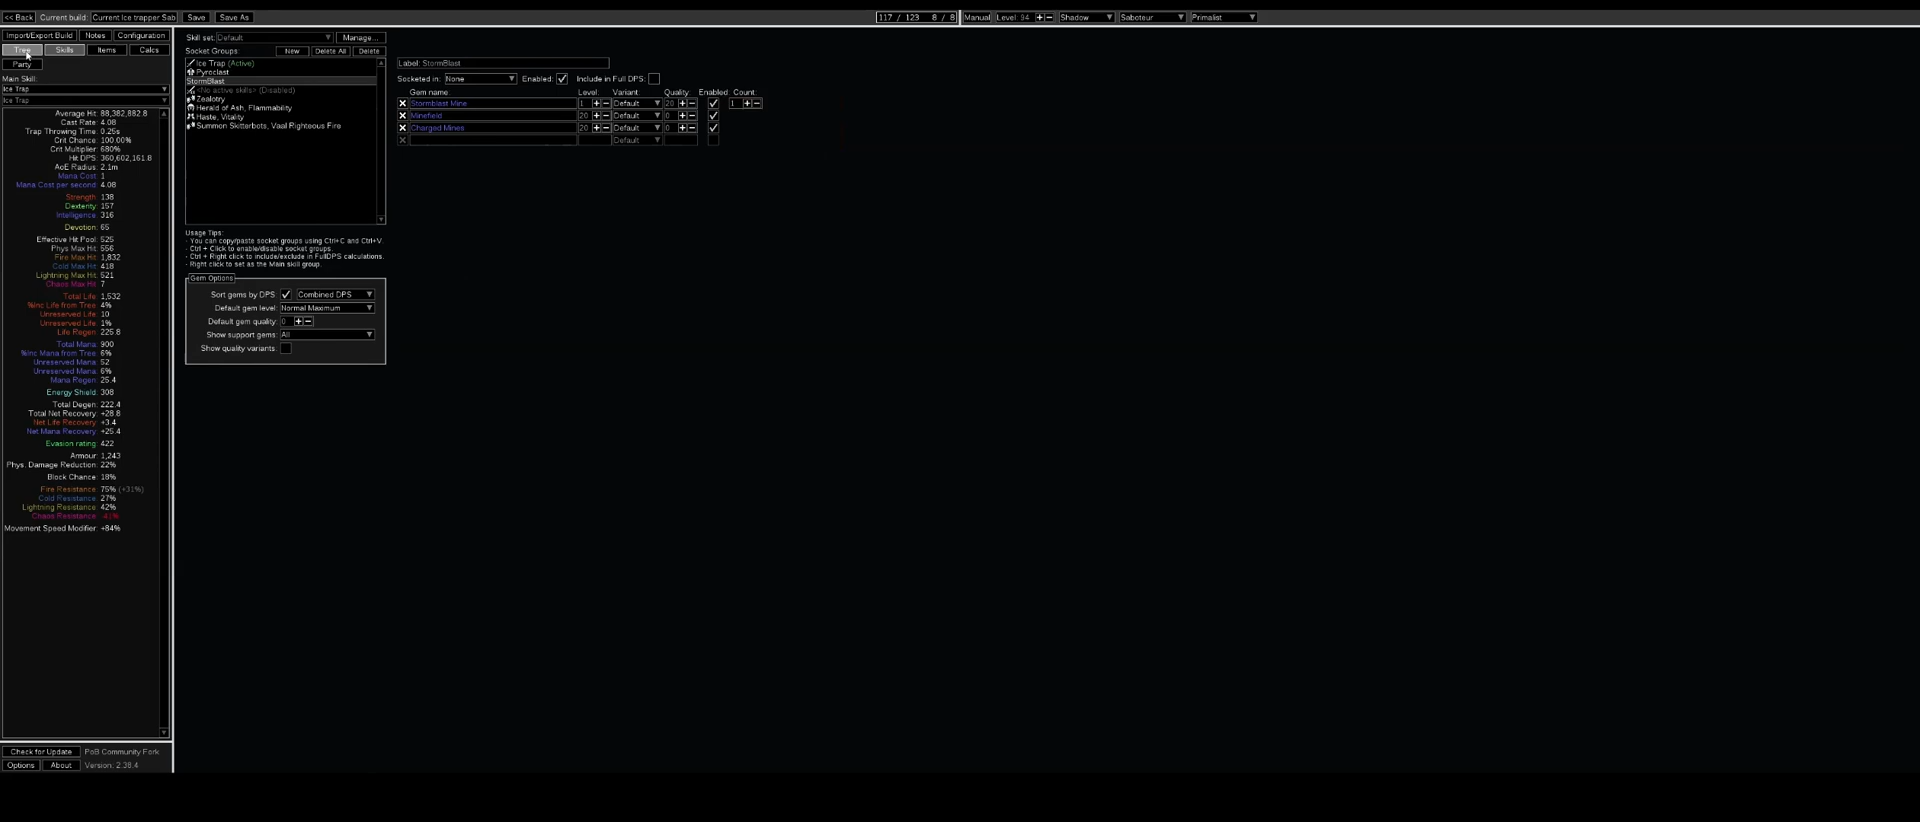 << Back Current build: Current Ice trapper Sab Save Save As 117 / 123 8 / 8 Manual Level 94 + − Shadow Saboteur Primalist
Import/Export Build Notes Configuration
Tree Skills Items Calcs
Party
Main Skill:
Ice Trap
Ice Trap
Average Hit: 88,382,882.8
Cast Rate: 4.08
Trap Throwing Time: 0.25s
Crit Chance: 100.00%
Crit Multiplier: 680%
Hit DPS: 360,602,161.8
AoE Radius: 2.1m
Mana Cost: 1
Mana Cost per second: 4.08
Strength: 138
Dexterity: 157
Intelligence: 316
Devotion: 65
Effective Hit Pool: 525
Phys Max Hit: 556
Fire Max Hit: 1,832
Cold Max Hit: 418
Lightning Max Hit: 521
Chaos Max Hit: 7
Total Life: 1,532
%Inc Life from Tree: 4%
Unreserved Life: 10
Unreserved Life: 1%
Life Regen: 225.8
Total Mana: 900
%Inc Mana from Tree: 6%
Unreserved Mana: 52
Unreserved Mana: 6%
Mana Regen: 25.4
Energy Shield: 308
Total Degen: 222.4
Total Net Recovery: +28.8
Net Life Recovery: +3.4
Net Mana Recovery: +25.4
Evasion rating: 422
Armour: 1,243
Phys. Damage Reduction: 22%
Block Chance: 18%
Fire Resistance: 75% (+31%)
Cold Resistance: 27%
Lightning Resistance: 42%
Chaos Resistance: -41%
Movement Speed Modifier: +84%
Check for Update PoB Community Fork
Options About Version: 2.38.4
Skill set: Default Manage...
Socket Groups: New Delete All Delete
Ice Trap (Active)
Pyroclast
StormBlast
<No active skills> (Disabled)
Zealotry
Herald of Ash, Flammability
Haste, Vitality
Summon Skitterbots, Vaal Righteous Fire
Usage Tips:
- You can copy/paste socket groups using Ctrl+C and Ctrl+V.
- Ctrl + Click to enable/disable socket groups.
- Ctrl + Right click to include/exclude in FullDPS calculations.
- Right click to set as the Main skill group.
Gem Options
Sort gems by DPS: Combined DPS
Default gem level: Normal Maximum
Default gem quality: 0 + −
Show support gems: All
Show quality variants:
Label: StormBlast
Socketed in: None Enabled: Include in Full DPS:
Gem name: Level: Variant: Quality: Enabled: Count:
Stormblast Mine 1 + − Default 20 + − 1 + −
Minefield 20 + − Default 0 + −
Charged Mines 20 + − Default 0 + −
Default